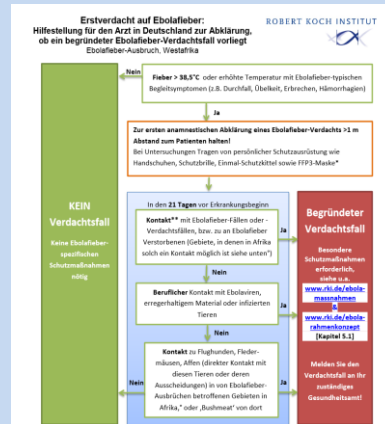 Erstverdacht auf Ebolafieber:
Hilfestellung für den Arzt in Deutschland zur Abklärung,
ob ein begründeter Ebolafieber-Verdachtsfall vorliegt
Ebolafieber-Ausbruch, Westafrika
ROBERT KOCH INSTITUT
Nein
Fieber > 38,5°C oder erhöhte Temperatur mit Ebolafieber-typischen
Begleitsymptomen (z.B. Durchfall, Übelkeit, Erbrechen, Hämorrhagien)
Ja
Zur ersten anamnestischen Abklärung eines Ebolafieber-Verdachts >1 m
Abstand zum Patienten halten!
Bei Untersuchungen Tragen von persönlicher Schutzausrüstung wie
Handschuhen, Schutzbrille, Einmal-Schutzkittel sowie FFP3-Maske*
KEIN
Verdachtsfall
Keine Ebolafieber-
spezifischen
Schutzmaßnahmen
nötig
In den 21 Tagen vor Erkrankungsbeginn
Kontakt** mit Ebolafieber-Fällen oder -
Verdachtsfällen, bzw. zu an Ebolafieber
Verstorbenen (Gebiete, in denen in Afrika
solch ein Kontakt möglich ist siehe unten⁺)
Ja
Nein
Beruflicher Kontakt mit Ebolaviren,
erregerhaltigem Material oder infizierten
Tieren
Ja
Nein
Kontakt zu Flughunden, Fleder-
mäusen, Affen (direkter Kontakt mit
diesen Tieren oder deren
Ausscheidungen) in von Ebolafieber-
Ausbrüchen betroffenen Gebieten in
Afrika,⁺ oder 'Bushmeat' von dort
Nein
Ja
Begründeter
Verdachtsfall
Besondere
Schutzmaßnahmen
erforderlich,
siehe u.a.
www.rki.de/ebola-
massnahmen
&
www.rki.de/ebola-
rahmenkonzept
[Kapitel 5.1]
Melden Sie den
Verdachtsfall an Ihr
zuständiges
Gesundheitsamt!